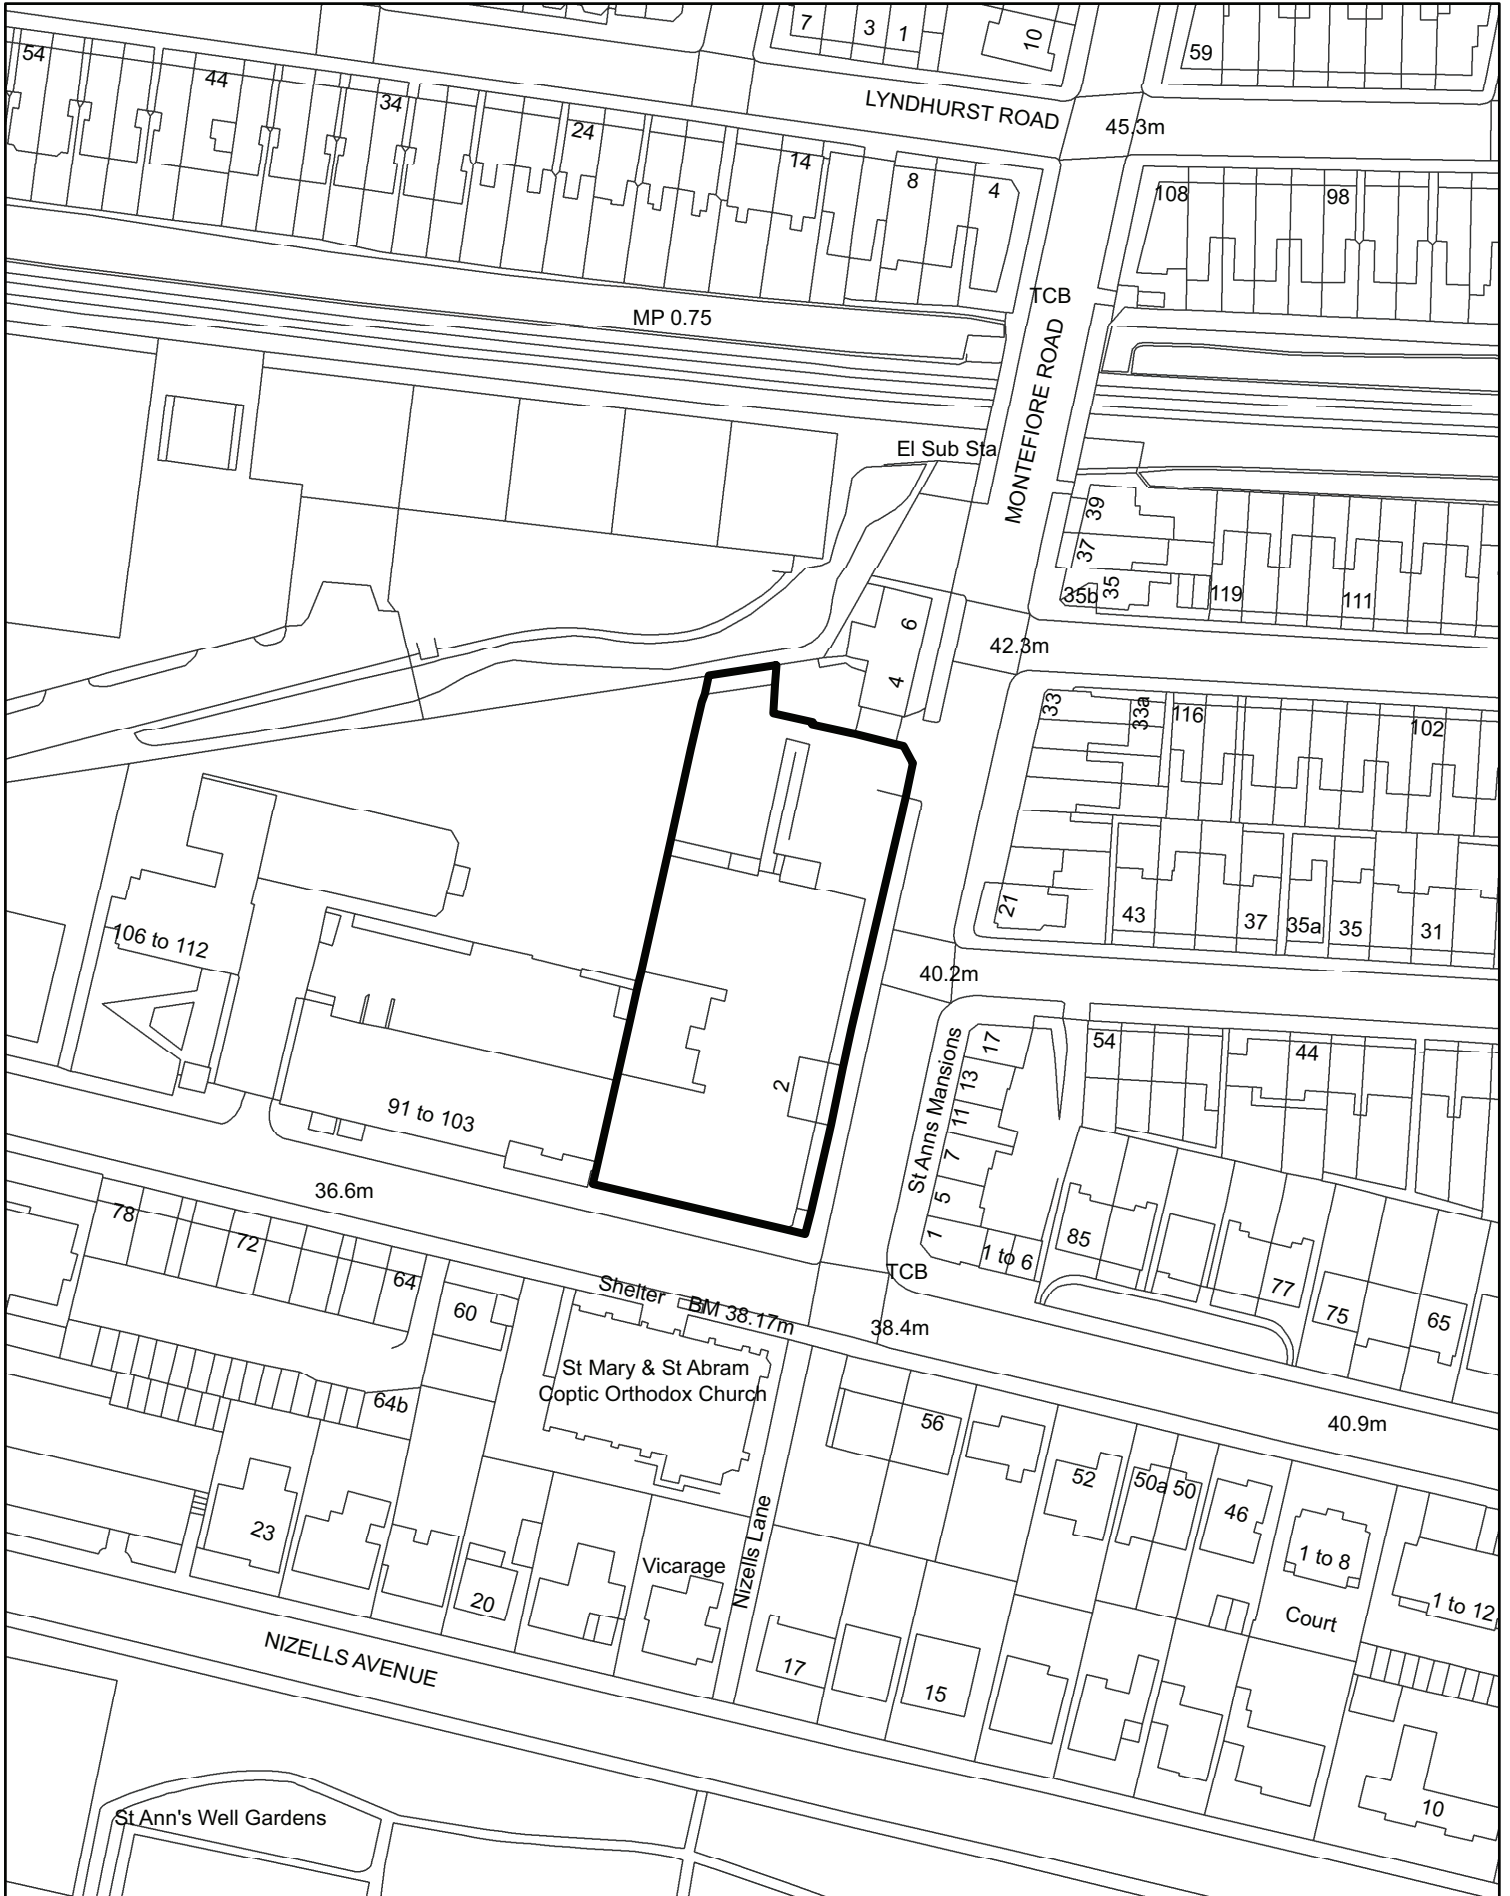 7
3
1
10
59
54
44
34
24
14
8
4
LYNDHURST ROAD
45.3m
108
98
TCB
MP 0.75
MONTEFIORE ROAD
El Sub Sta
39
37
35b
35
119
111
6
4
42.3m
33
33a
116
102
106 to 112
21
43
37
35a
35
31
40.2m
2
91 to 103
St Anns Mansions
17
13
11
7
5
1
1 to 6
54
44
36.6m
78
72
64
60
85
77
75
65
TCB
Shelter
BM 38.17m
38.4m
St Mary & St Abram
Coptic Orthodox Church
64b
40.9m
56
52
50a
50
46
1 to 8
1 to 12
Court
23
20
Vicarage
Nizells Lane
17
15
10
NIZELLS AVENUE
St Ann's Well Gardens